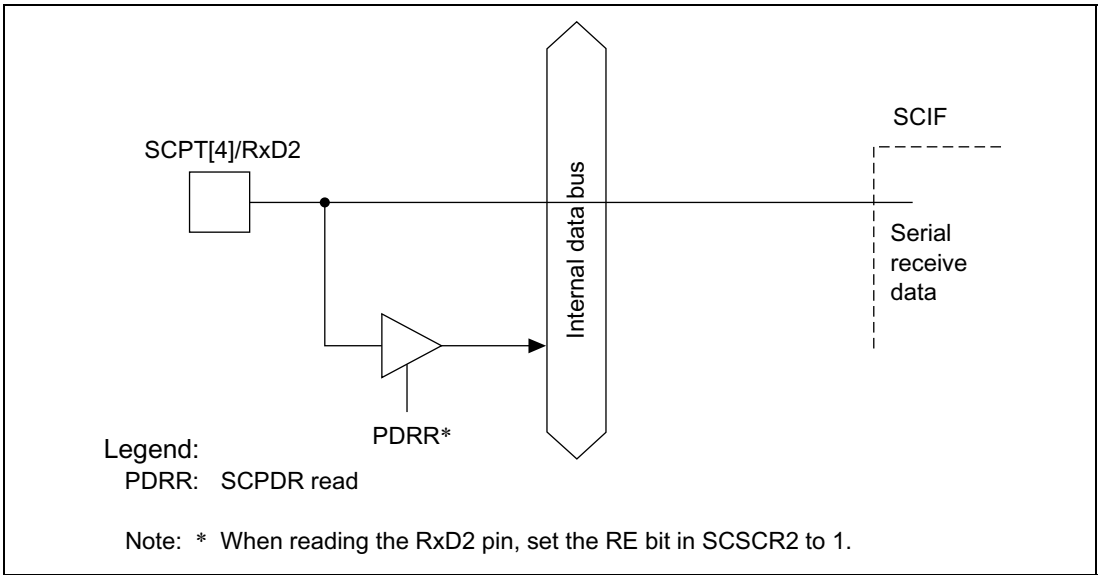 SCIF
SCPT[4]/RxD2
Internal data bus
Serial
receive
data
PDRR*
Legend:
PDRR: SCPDR read
Note: * When reading the RxD2 pin, set the RE bit in SCSCR2 to 1.